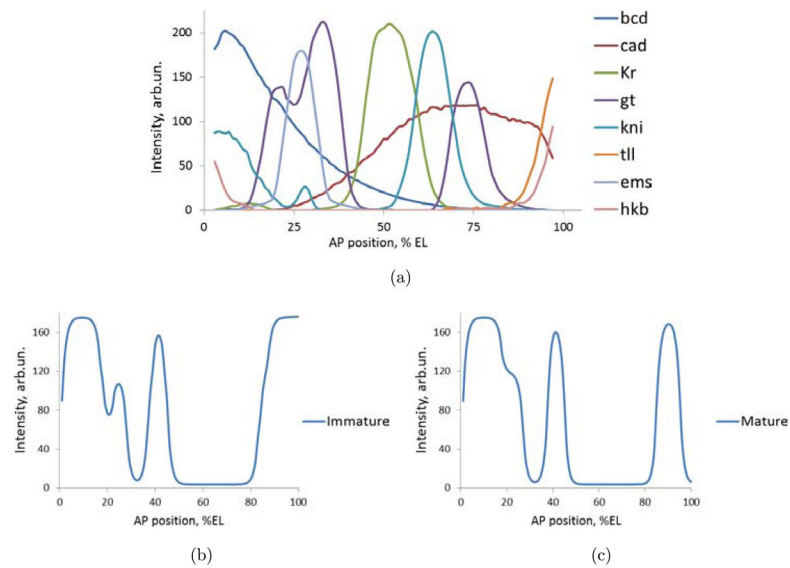 Intensity, arb.un.
200
150
100
50
0
0 25 50 75 100
AP position, % EL
bcd
cad
Kr
gt
kni
tll
ems
hkb
(a)
Intensity, arb.un.
160
120
80
40
0
0 20 40 60 80 100
AP position, %EL
Immature
(b)
Intensity, arb.un.
160
120
80
40
0
0 20 40 60 80 100
AP position, %EL
Mature
(c)